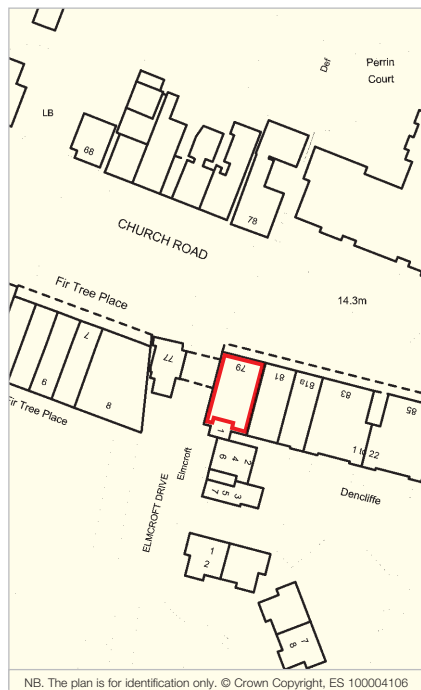 Def
Perrin
Court
LB
68
78
CHURCH ROAD
14.3m
Fir Tree Place
7
77
79
81
81a
83
85
9
8
Fir Tree Place
1
1 to 22
2
4
6
Elmcroft
3
5
7
Dencliffe
ELMCROFT DRIVE
1
2
7
8
NB. The plan is for identification only. © Crown Copyright, ES 100004106